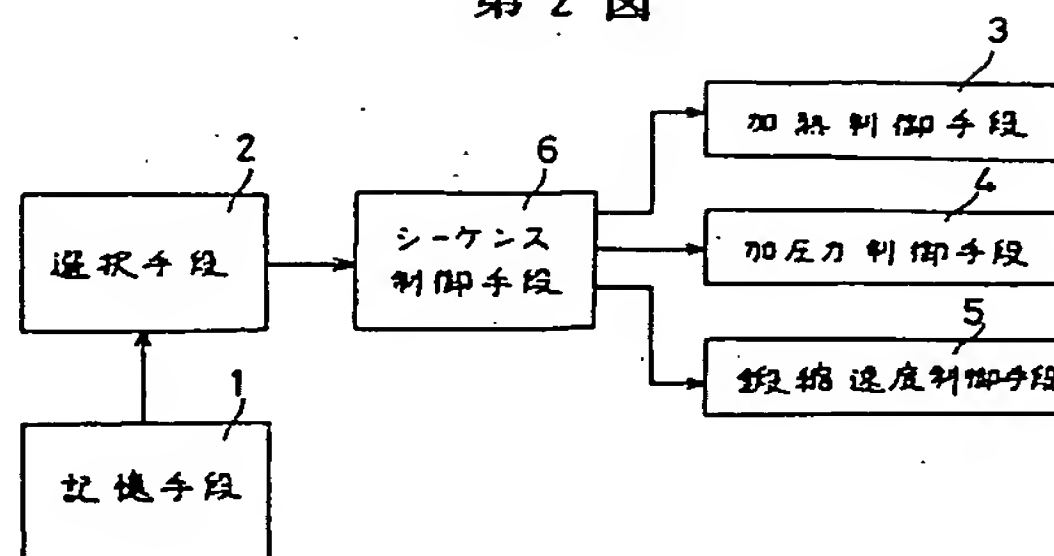 第 2 図
3
加熱制御手段
2
6
4
選択手段
シーケンス
制御手段
加圧力制御手段
5
鍛縮速度制御手段
1
記憶手段